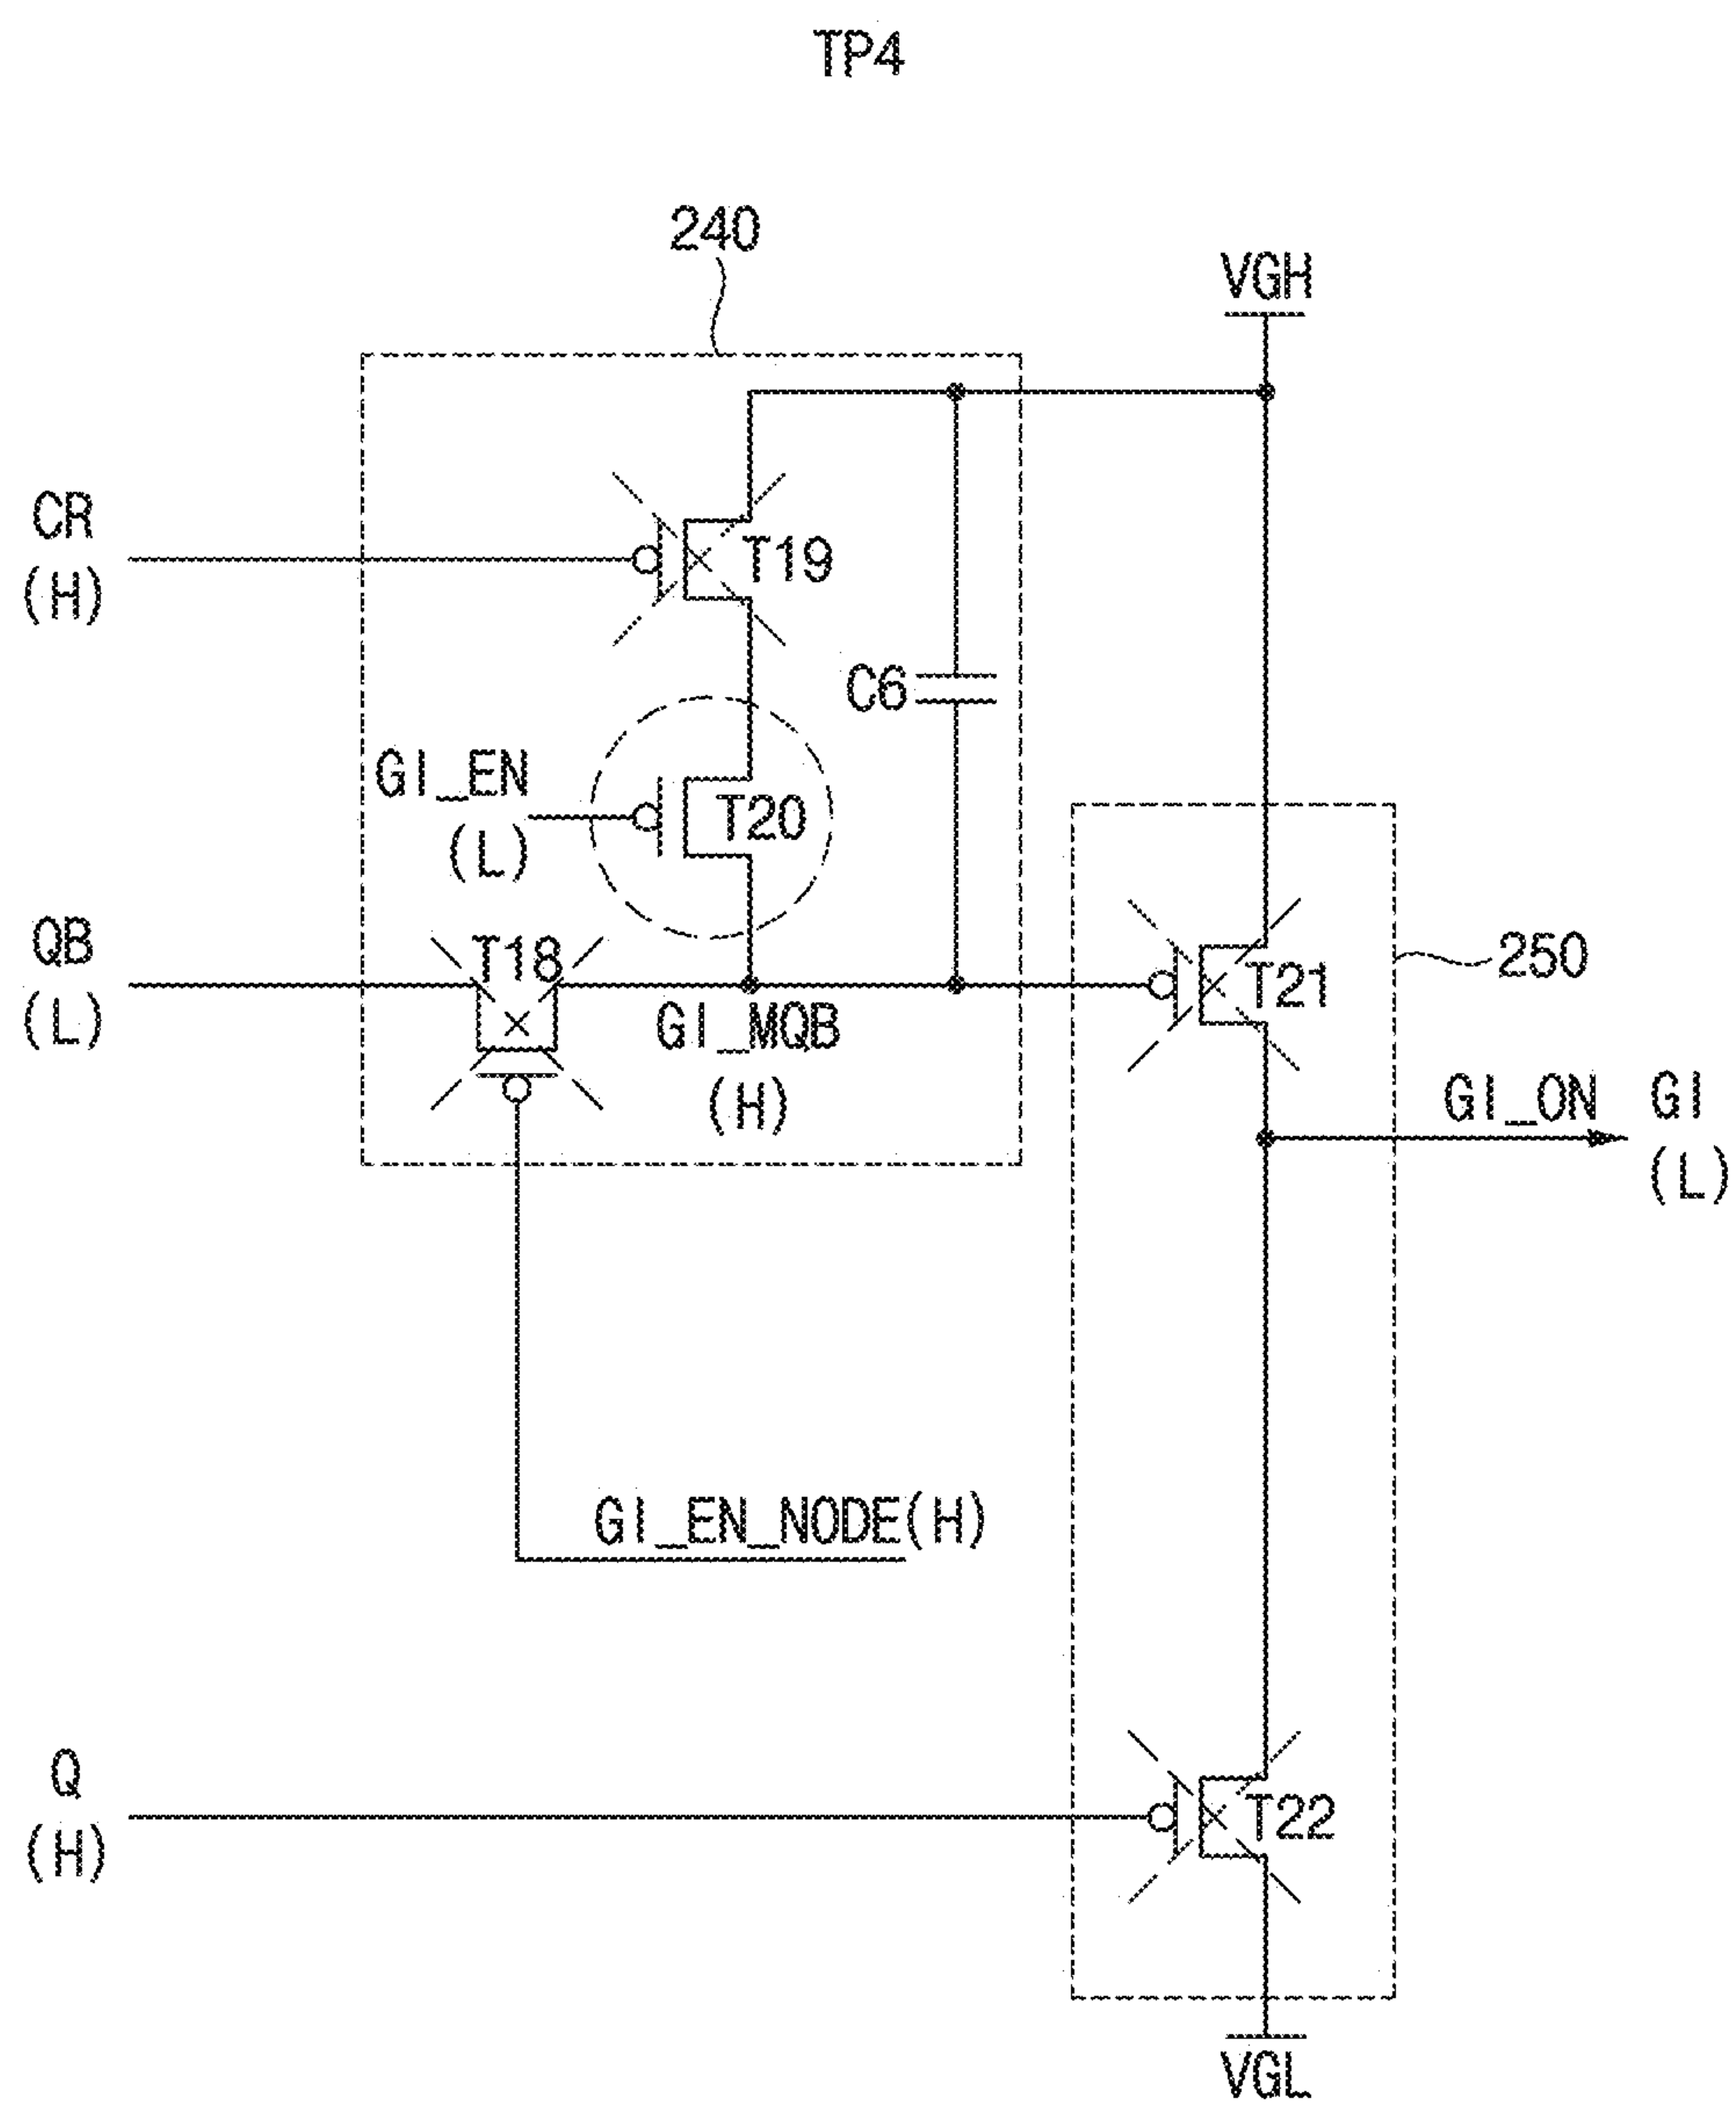 TP4
240
VGH
CR
(H)
T19
C6
GI_EN
(L)
T20
QB
(L)
T18
GI_MQB
(H)
T21
250
GI_ON GI
(L)
GI_EN_NODE(H)
Q
(H)
T22
VGL